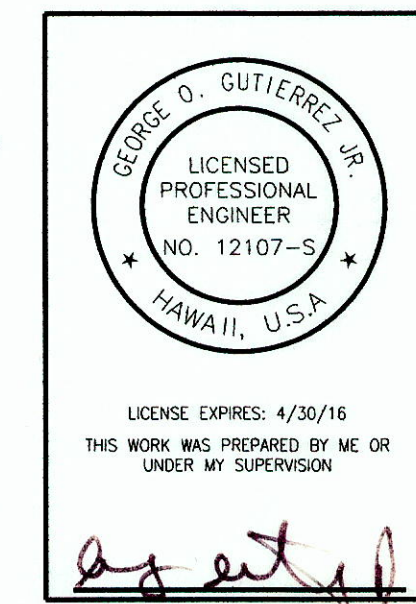 GEORGE O. GUTIERREZ JR.
LICENSED
PROFESSIONAL
ENGINEER
NO. 12107-S
HAWAII, U.S.A
LICENSE EXPIRES: 4/30/16
THIS WORK WAS PREPARED BY ME OR
UNDER MY SUPERVISION